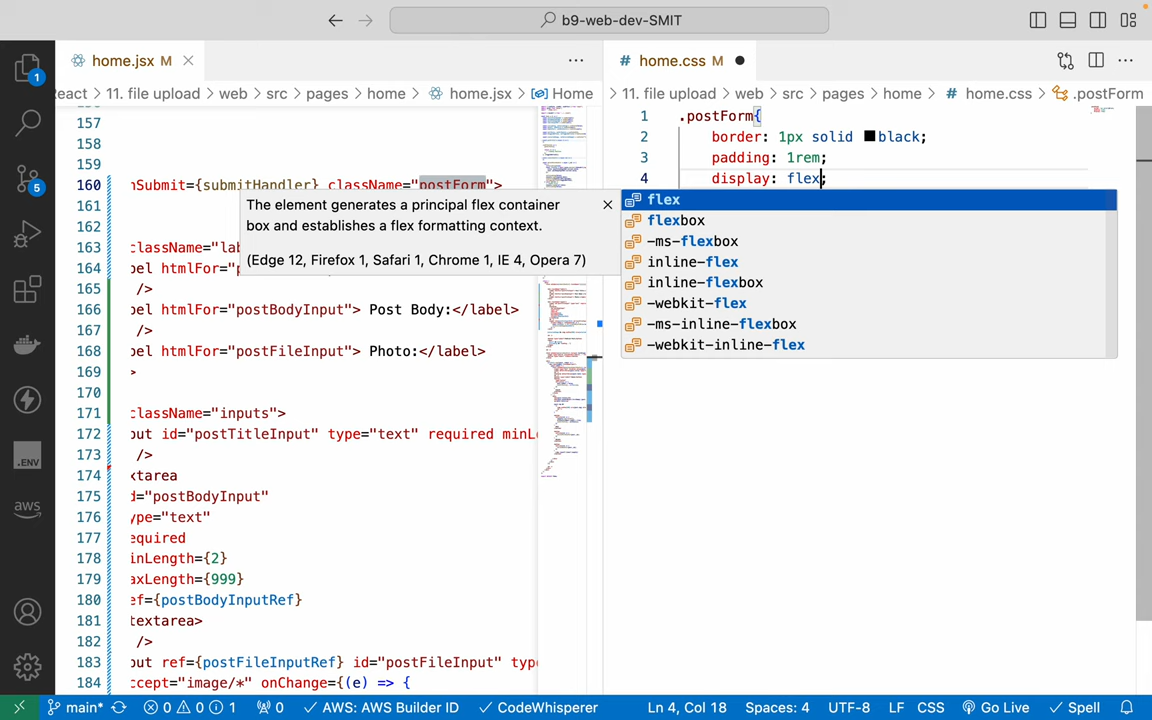 b9-web-dev-SMIT
home.jsx M
eact > 11. file upload > web > src > pages > home > home.jsx > Home
157
158
159
160 nSubmit={submitHandler} className="postForm">
161
162
163 className="lab
164 bel htmlFor="p
165 />
166 bel htmlFor="postBodyInput"> Post Body:</label>
167 />
168 bel htmlFor="postFileInput"> Photo:</label>
169 >
170
171 className="inputs">
172 out id="postTitleInput" type="text" required minLe
173 />
174 xtarea
175 d="postBodyInput"
176 ype="text"
177 equired
178 inLength={2}
179 axLength={999}
180 ef={postBodyInputRef}
181 textarea>
182 />
183 out ref={postFileInputRef} id="postFileInput" type
184 ccept="image/*" onChange={(e) => {
The element generates a principal flex container
box and establishes a flex formatting context.
(Edge 12, Firefox 1, Safari 1, Chrome 1, IE 4, Opera 7)
# home.css M
> 11. file upload > web > src > pages > home > # home.css > .postForm
1 .postForm{
2 border: 1px solid black;
3 padding: 1rem;
4 display: flex;
flex
flexbox
-ms-flexbox
inline-flex
inline-flexbox
-webkit-flex
-ms-inline-flexbox
-webkit-inline-flex
1
5
.ENV
aws
main* 0 0 1 0 AWS: AWS Builder ID CodeWhisperer Ln 4, Col 18 Spaces: 4 UTF-8 LF CSS Go Live Spell